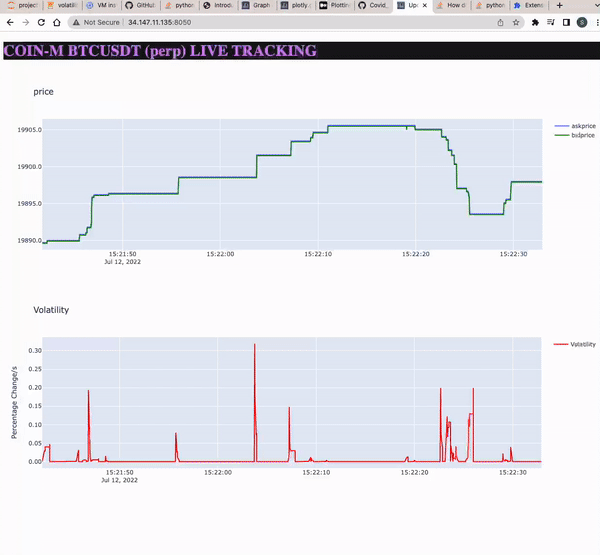 project
volatili
VM ins
GitHub
python
Introdu
Graph
plotly.
Plottin
Covid_
Upd
How d
python
Extens
Not Secure | 34.147.11.135:8050
COIN-M BTCUSDT (perp) LIVE TRACKING
price
askprice
bidprice
19905.0
19900.0
19895.0
19890.0
15:21:50 15:22:00 15:22:10 15:22:20 15:22:30
Jul 12, 2022
Volatility
Volatility
Percentage Change/s
0.30
0.25
0.20
0.15
0.10
0.05
0.00
15:21:50 15:22:00 15:22:10 15:22:20 15:22:30
Jul 12, 2022